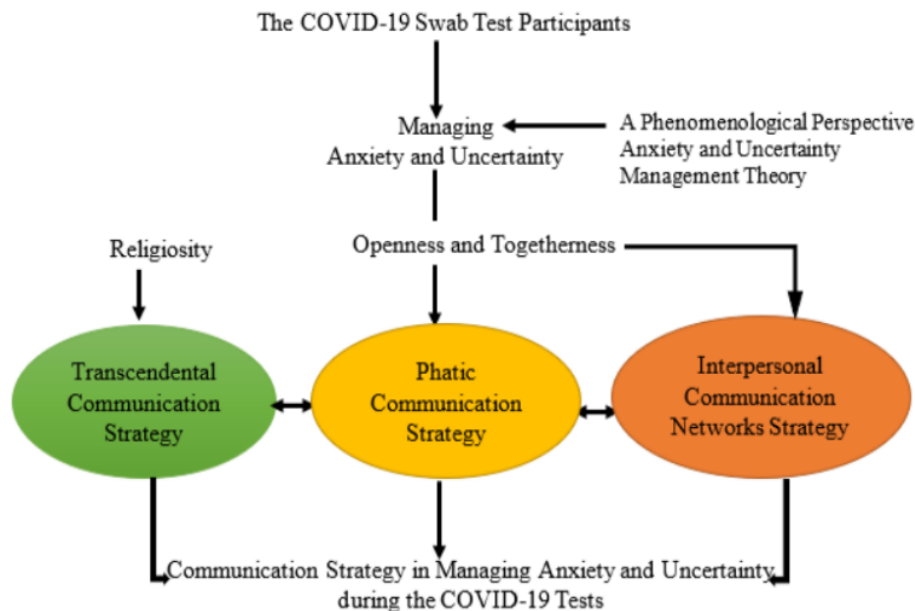 The COVID-19 Swab Test Participants
Managing
Anxiety and Uncertainty
A Phenomenological Perspective
Anxiety and Uncertainty
Management Theory
Religiosity
Openness and Togetherness
Transcendental
Communication
Strategy
Phatic
Communication
Strategy
Interpersonal
Communication
Networks Strategy
Communication Strategy in Managing Anxiety and Uncertainty
during the COVID-19 Tests